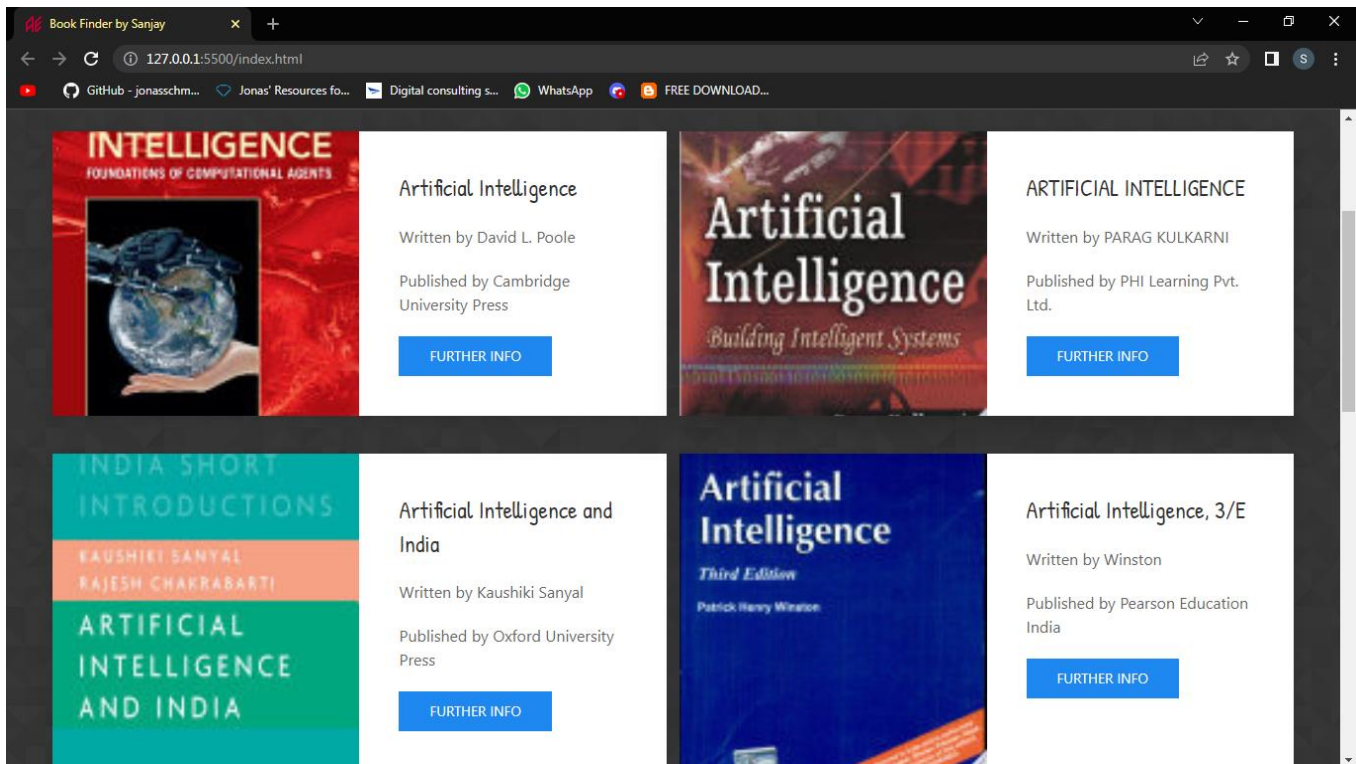 Book Finder by Sanjay
127.0.0.1:5500/index.html
S
GitHub - jonasschm...
Jonas' Resources fo...
Digital consulting s...
WhatsApp
FREE DOWNLOAD...
INTELLIGENCE
FOUNDATIONS OF COMPUTATIONAL AGENTS
Artificial Intelligence
Written by David L. Poole
Published by Cambridge
University Press
FURTHER INFO
Artificial
Intelligence
Building Intelligent Systems
ARTIFICIAL INTELLIGENCE
Written by PARAG KULKARNI
Published by PHI Learning Pvt.
Ltd.
FURTHER INFO
INDIA SHORT
INTRODUCTIONS
KAUSHIKI SANYAL
RAJESH CHAKRABARTI
ARTIFICIAL
INTELLIGENCE
AND INDIA
Artificial Intelligence and
India
Written by Kaushiki Sanyal
Published by Oxford University
Press
FURTHER INFO
Artificial
Intelligence
Third Edition
Patrick Henry Winston
Artificial Intelligence, 3/E
Written by Winston
Published by Pearson Education
India
FURTHER INFO